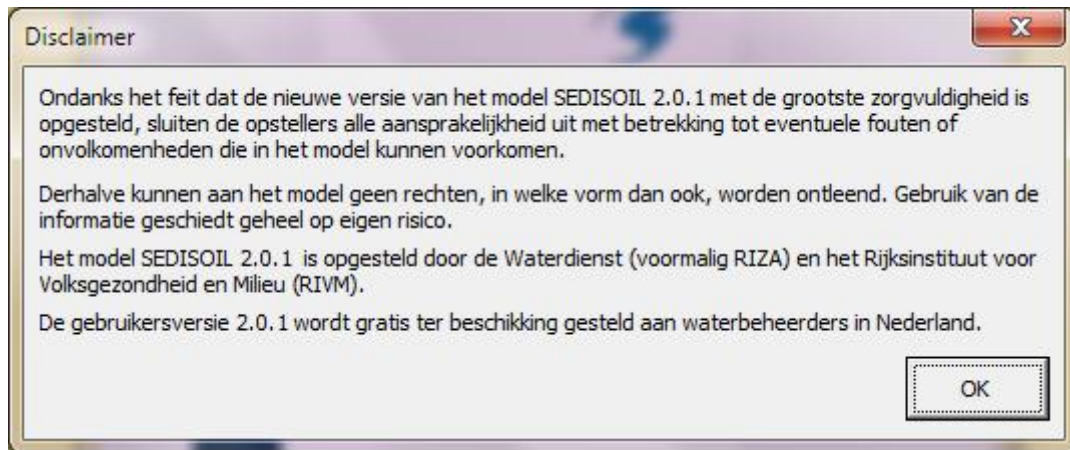 Disclaimer
Ondanks het feit dat de nieuwe versie van het model SEDISOIL 2.0.1 met de grootste zorgvuldigheid is
opgesteld, sluiten de opstellers alle aansprakelijkheid uit met betrekking tot eventuele fouten of
onvolkomenheden die in het model kunnen voorkomen.
Derhalve kunnen aan het model geen rechten, in welke vorm dan ook, worden ontleend. Gebruik van de
informatie geschiedt geheel op eigen risico.
Het model SEDISOIL 2.0.1 is opgesteld door de Waterdienst (voormalig RIZA) en het Rijksinstituut voor
Volksgezondheid en Milieu (RIVM).
De gebruikersversie 2.0.1 wordt gratis ter beschikking gesteld aan waterbeheerders in Nederland.
OK